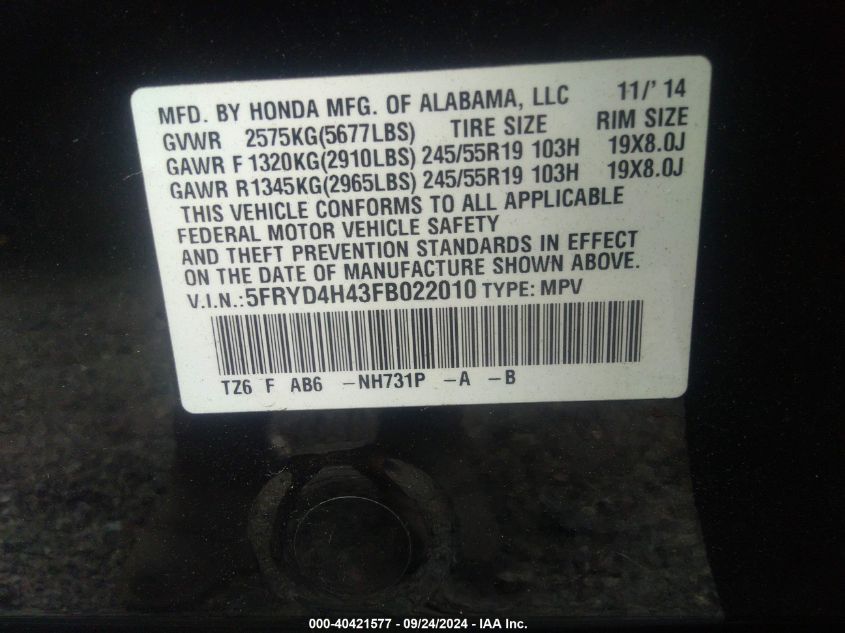 MFD. BY HONDA MFG. OF ALABAMA, LLC 11/' 14
GVWR 2575KG(5677LBS) TIRE SIZE RIM SIZE
GAWR F 1320KG(2910LBS) 245/55R19 103H 19X8.0J
GAWR R1345KG(2965LBS) 245/55R19 103H 19X8.0J
THIS VEHICLE CONFORMS TO ALL APPLICABLE
FEDERAL MOTOR VEHICLE SAFETY
AND THEFT PREVENTION STANDARDS IN EFFECT
ON THE DATE OF MANUFACTURE SHOWN ABOVE.
V.I.N.:5FRYD4H43FB022010 TYPE: MPV
TZ6 F AB6 -NH731P -A -B
000-40421577 - 09/24/2024 - IAA Inc.